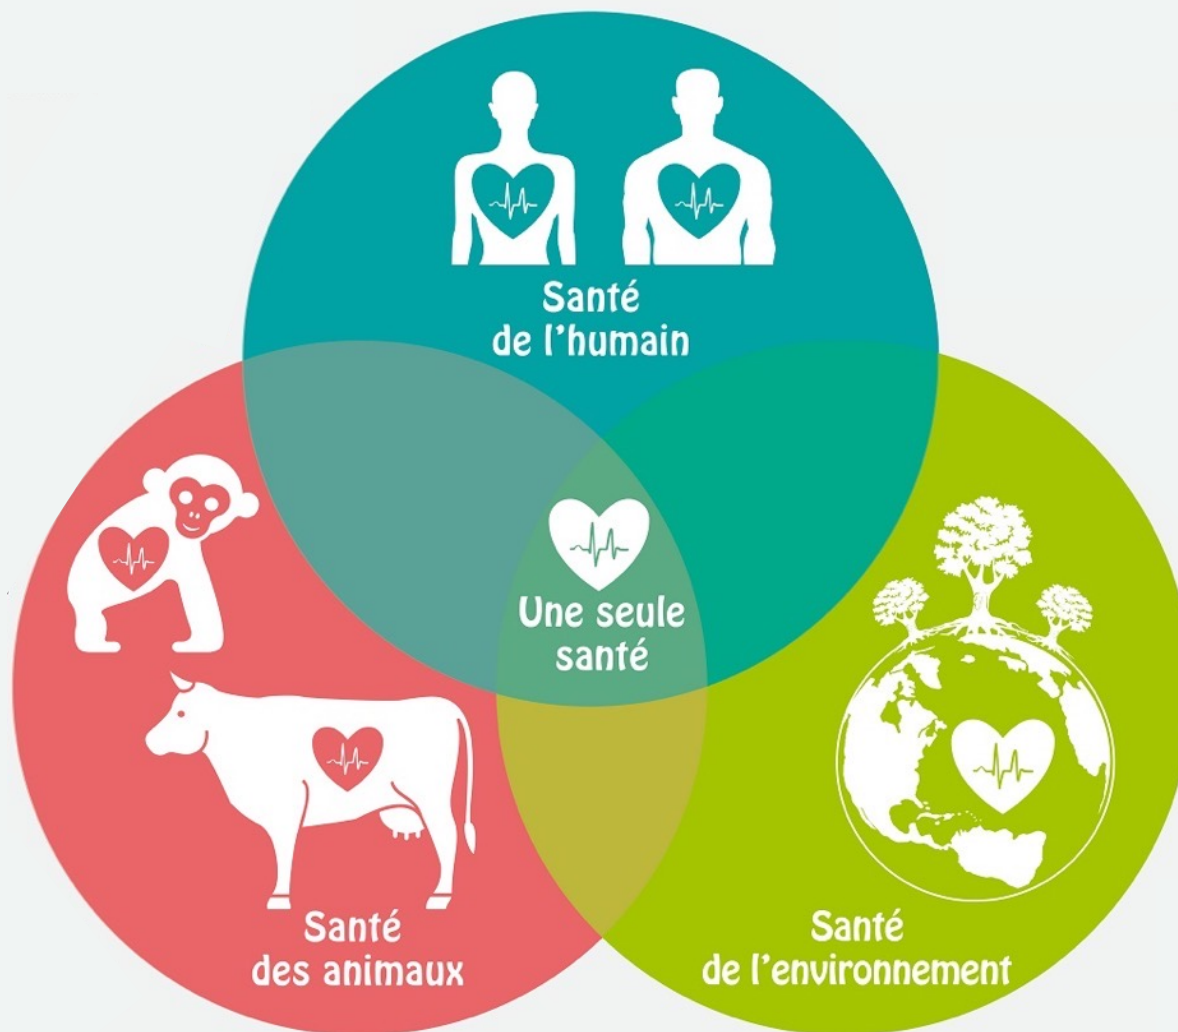 Santé
de l'humain
Une seule
santé
Santé
des animaux
Santé
de l'environnement